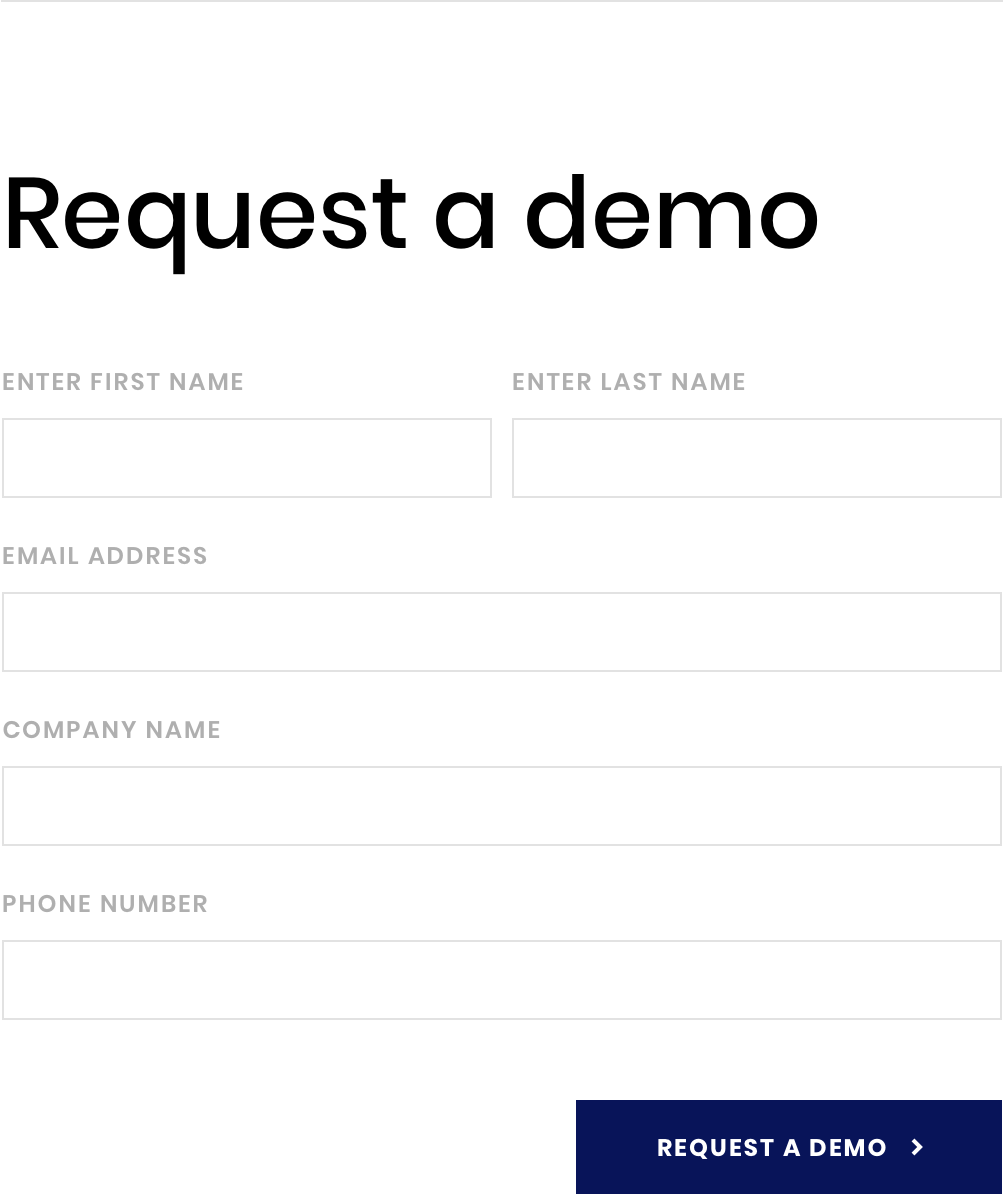 Request a demo
ENTER FIRST NAME
ENTER LAST NAME
EMAIL ADDRESS
COMPANY NAME
PHONE NUMBER
REQUEST A DEMO